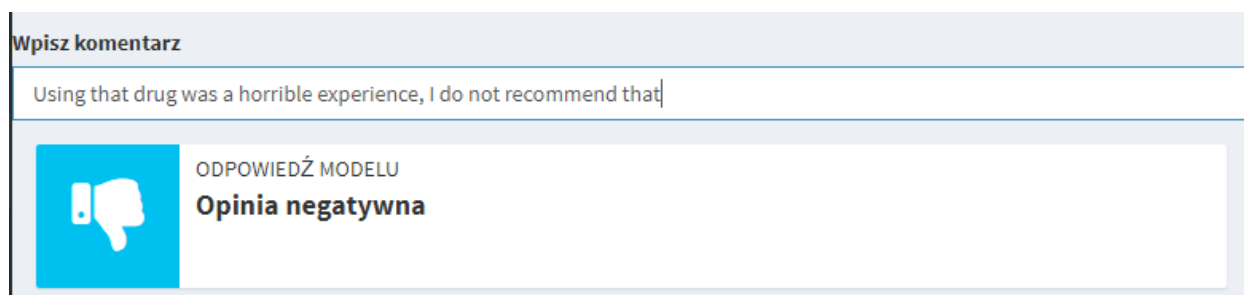 Wpisz komentarz
Using that drug was a horrible experience, I do not recommend that
ODPOWIEDŹ MODELU
Opinia negatywna